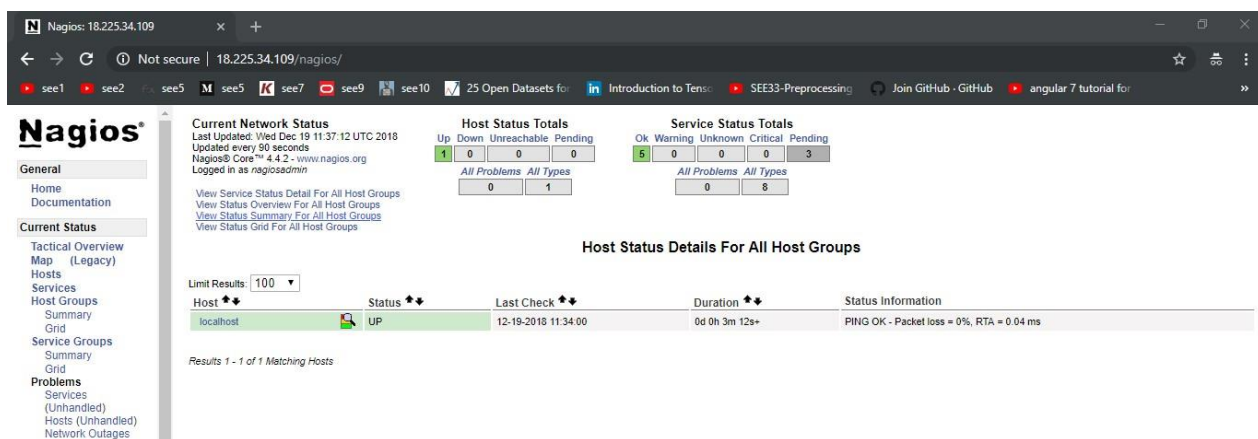 Nagios: 18.225.34.109
Not secure | 18.225.34.109/nagios/
see1 see2 see5 see5 see7 see9 see10 25 Open Datasets for Introduction to Tenso SEE33-Preprocessing Join GitHub · GitHub angular 7 tutorial for
Nagios®
General
Home
Documentation
Current Status
Tactical Overview
Map (Legacy)
Hosts
Services
Host Groups
Summary
Grid
Service Groups
Summary
Grid
Problems
Services
(Unhandled)
Hosts (Unhandled)
Network Outages
Current Network Status
Last Updated: Wed Dec 19 11:37:12 UTC 2018
Updated every 90 seconds
Nagios® Core™ 4.4.2 - www.nagios.org
Logged in as nagiosadmin
View Service Status Detail For All Host Groups
View Status Overview For All Host Groups
View Status Summary For All Host Groups
View Status Grid For All Host Groups
Host Status Totals
Up Down Unreachable Pending
1 0 0 0
All Problems All Types
0 1
Service Status Totals
Ok Warning Unknown Critical Pending
5 0 0 0 3
All Problems All Types
0 8
Host Status Details For All Host Groups
Limit Results: 100
Host Status Last Check Duration Status Information
localhost UP 12-19-2018 11:34:00 0d 0h 3m 12s+ PING OK - Packet loss = 0%, RTA = 0.04 ms
Results 1 - 1 of 1 Matching Hosts